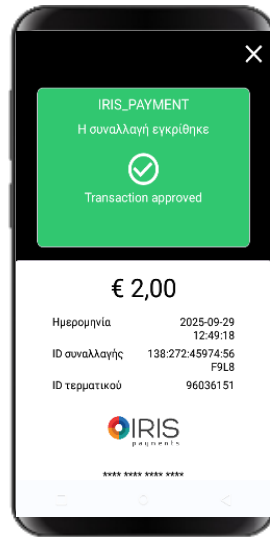 IRIS_PAYMENT
Η συναλλαγή εγκρίθηκε
Transaction approved
€ 2,00
Ημερομηνία 2025-09-29
12:49:18
ID συναλλαγής 138:272:45974:56
F9L8
ID τερματικού 96036151
IRIS
payments
**** **** **** ****